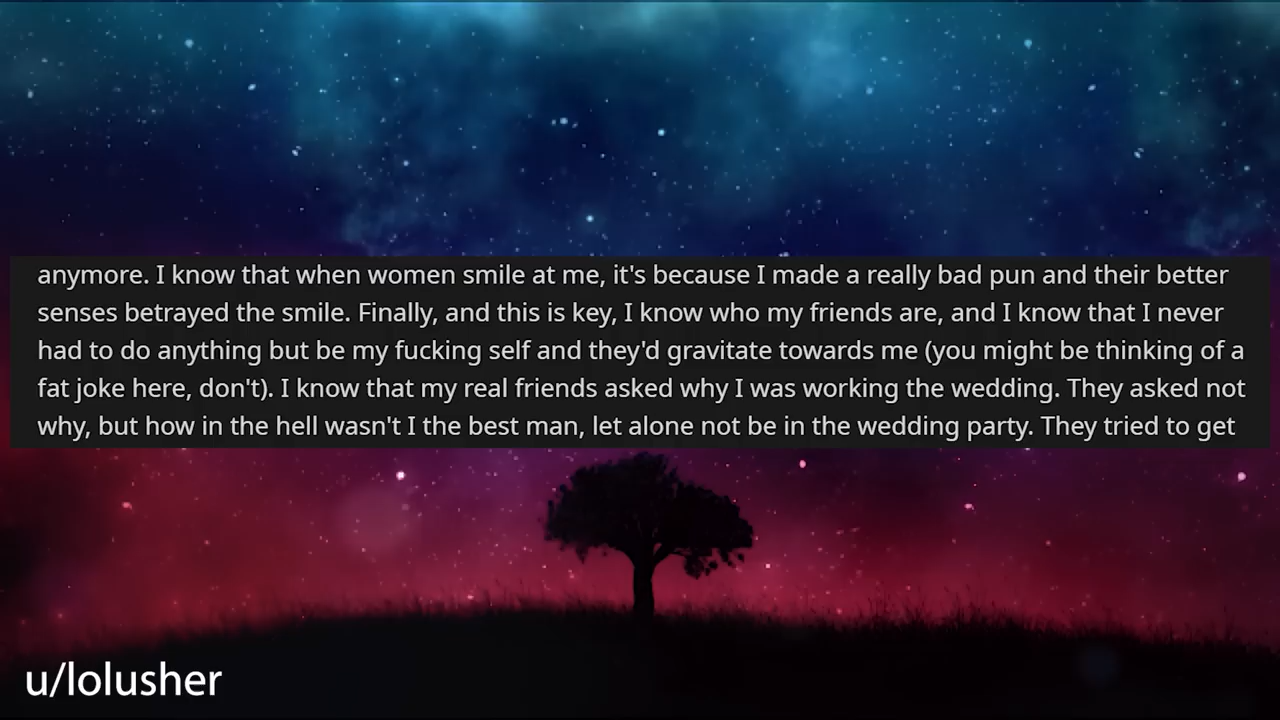 anymore. I know that when women smile at me, it's because I made a really bad pun and their better
senses betrayed the smile. Finally, and this is key, I know who my friends are, and I know that I never
had to do anything but be my fucking self and they'd gravitate towards me (you might be thinking of a
fat joke here, don't). I know that my real friends asked why I was working the wedding. They asked not
why, but how in the hell wasn't I the best man, let alone not be in the wedding party. They tried to get
u/lolusher